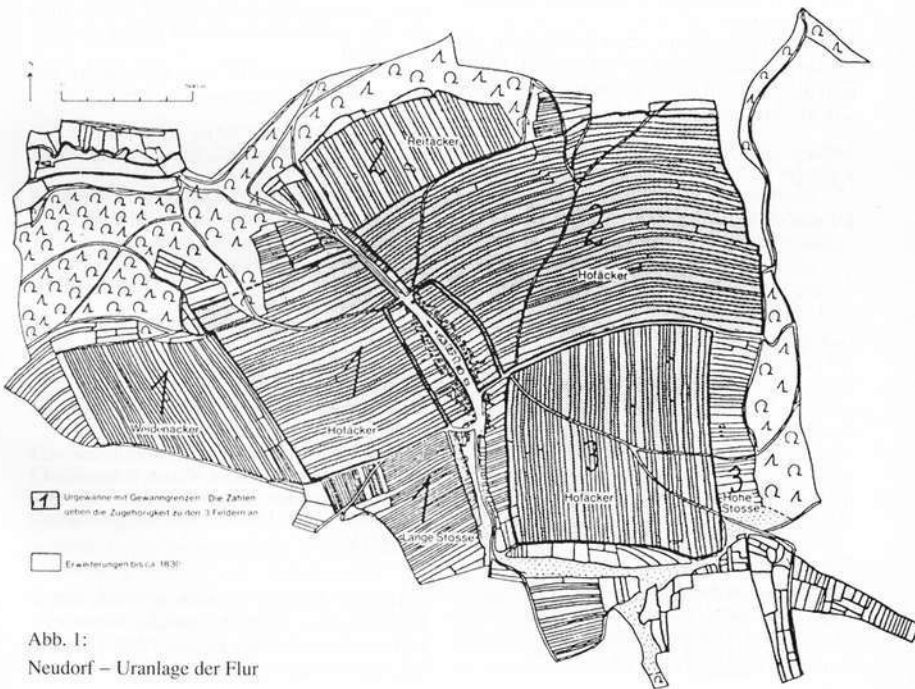 2
Reitäcker
2
Hofäcker
1
Weidenäcker
1
Hofäcker
1
Lange Stösse
3
Hofäcker
3
Hohe
Stösse
1 Urgewanne mit Gewanngrenzen. Die Zahlen
geben die Zugehörigkeit zu den 3 Feldern an
Erweiterungen bis ca. 1830
Abb. 1:
Neudorf – Uranlage der Flur